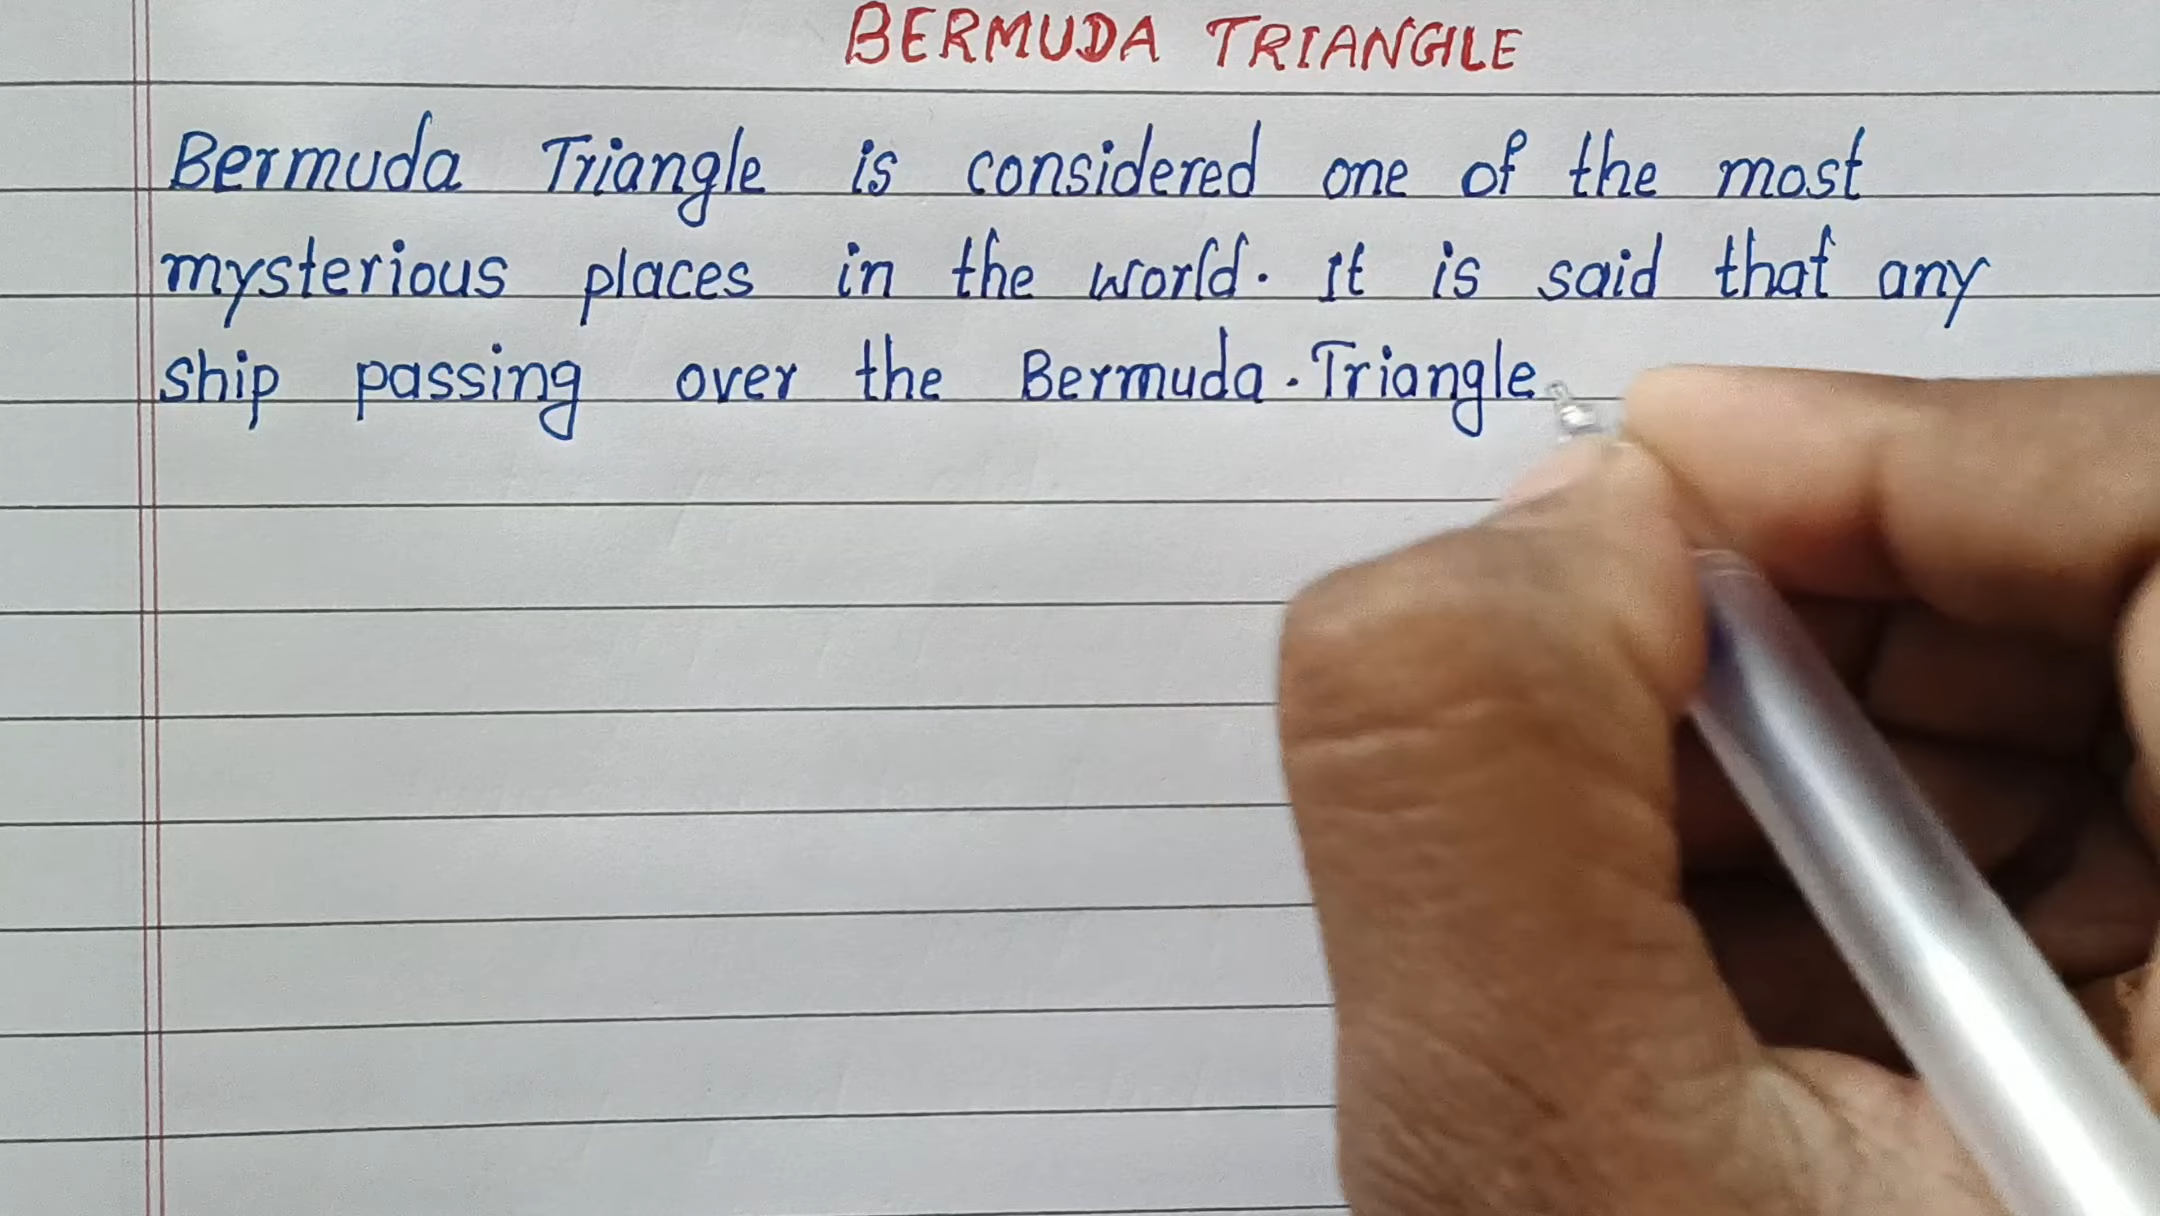 BERMUDA TRIANGLE
Bermuda Triangle is considered one of the most
mysterious places in the world. It is said that any
ship passing over the Bermuda.Triangle